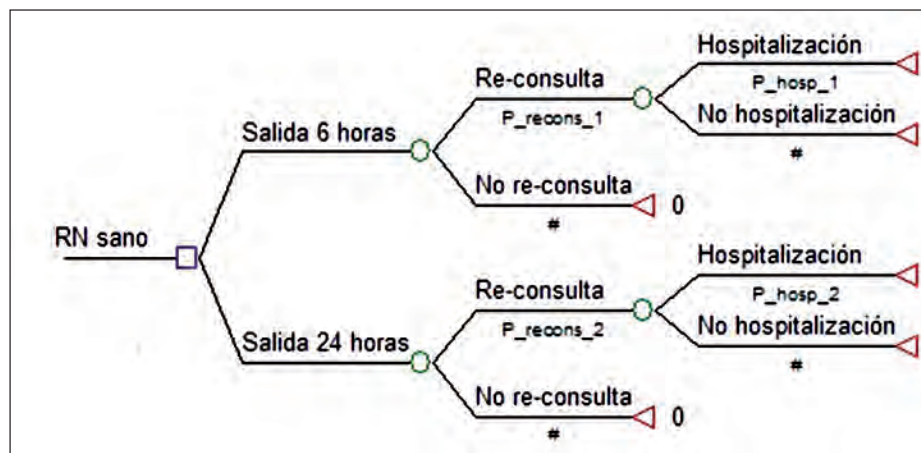 Hospitalización
Re-consulta
P_hosp_1
P_recons_1
No hospitalización
Salida 6 horas
#
No re-consulta
0
#
RN sano
Hospitalización
Re-consulta
P_hosp_2
P_recons_2
No hospitalización
Salida 24 horas
#
No re-consulta
0
#